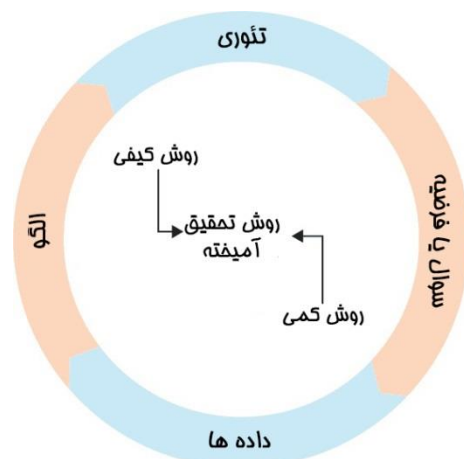 تئوری
سوال یا فرضیه
داده ها
الگو
روش کیفی
روش تحقیق
آمیخته
روش کمی